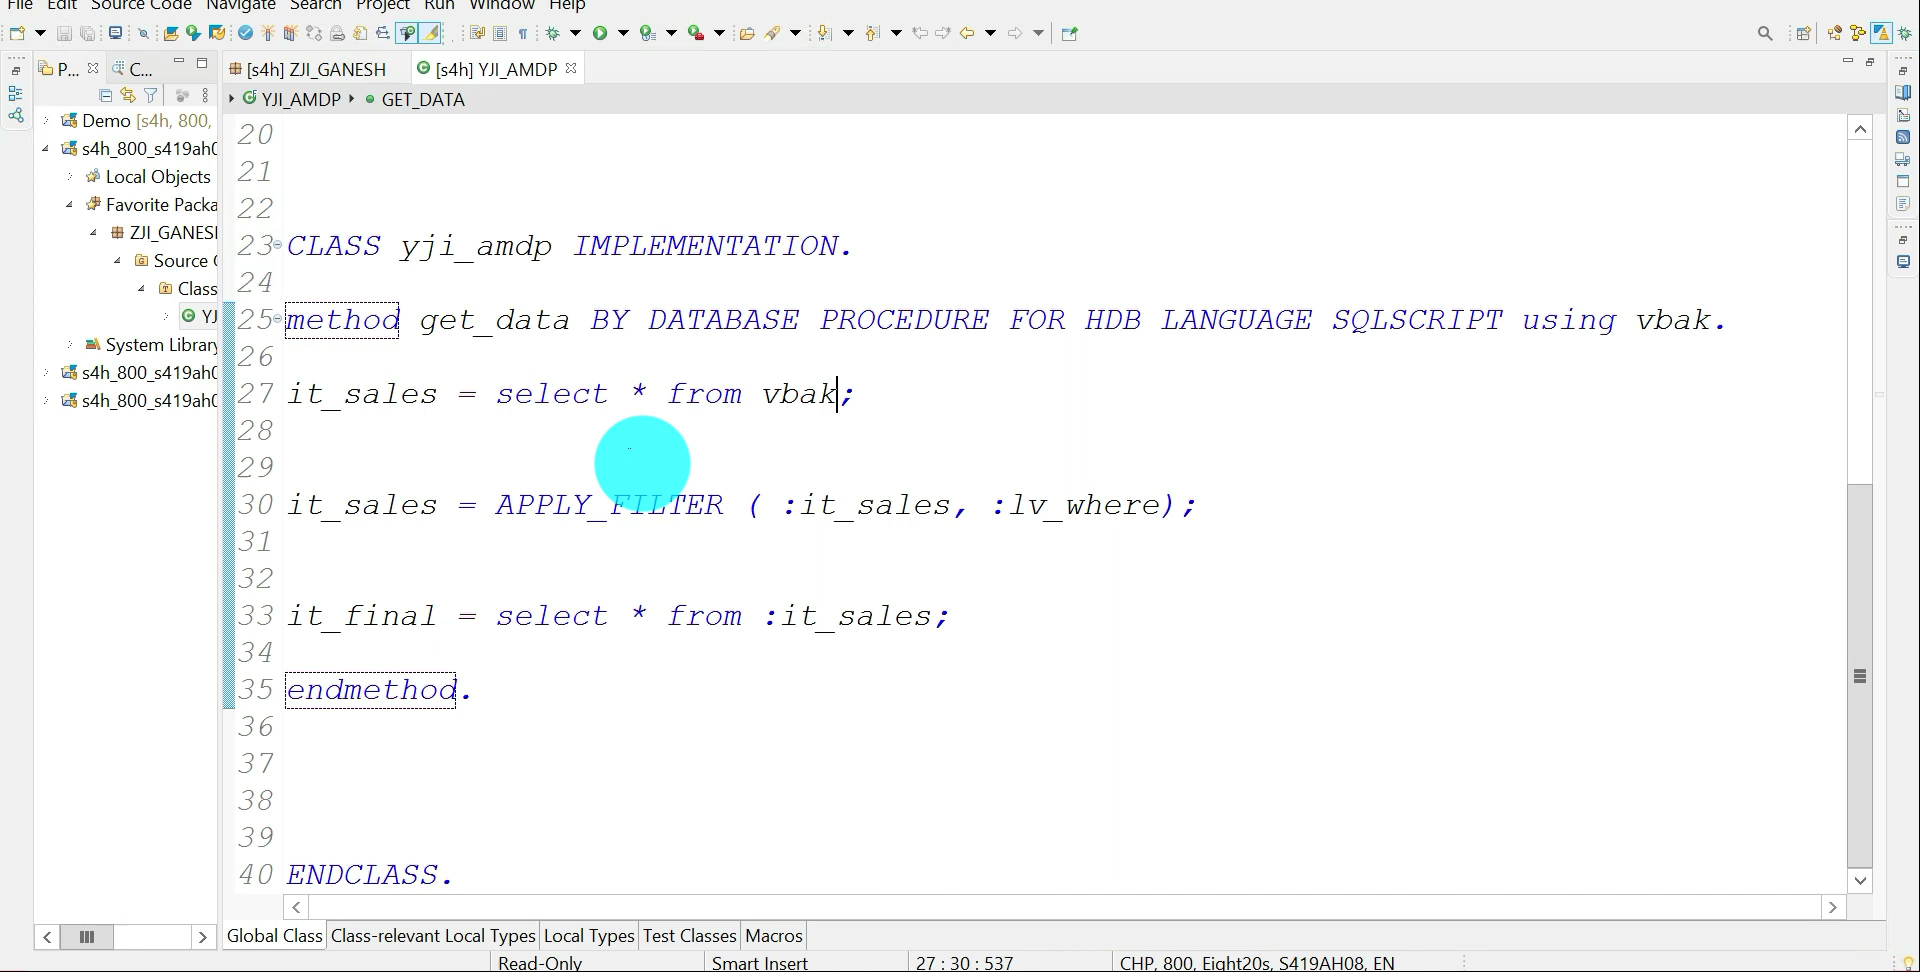 File Edit Source Code Navigate Search Project Run Window Help
P... C...
[s4h] ZJI_GANESH [s4h] YJI_AMDP
YJI_AMDP GET_DATA
Demo [s4h, 800,
s4h_800_s419ah0
Local Objects
Favorite Packa
ZJI_GANESH
Source C
Class
YJ
System Library
s4h_800_s419ah0
s4h_800_s419ah0
20
21
22
23 CLASS yji_amdp IMPLEMENTATION.
24
25 method get_data BY DATABASE PROCEDURE FOR HDB LANGUAGE SQLSCRIPT using vbak.
26
27 it_sales = select * from vbak;
28
29
30 it_sales = APPLY_FILTER ( :it_sales, :lv_where);
31
32
33 it_final = select * from :it_sales;
34
35 endmethod.
36
37
38
39
40 ENDCLASS.
Global Class Class-relevant Local Types Local Types Test Classes Macros
Read-Only Smart Insert 27 : 30 : 537 CHP, 800, Eight20s, S419AH08, EN